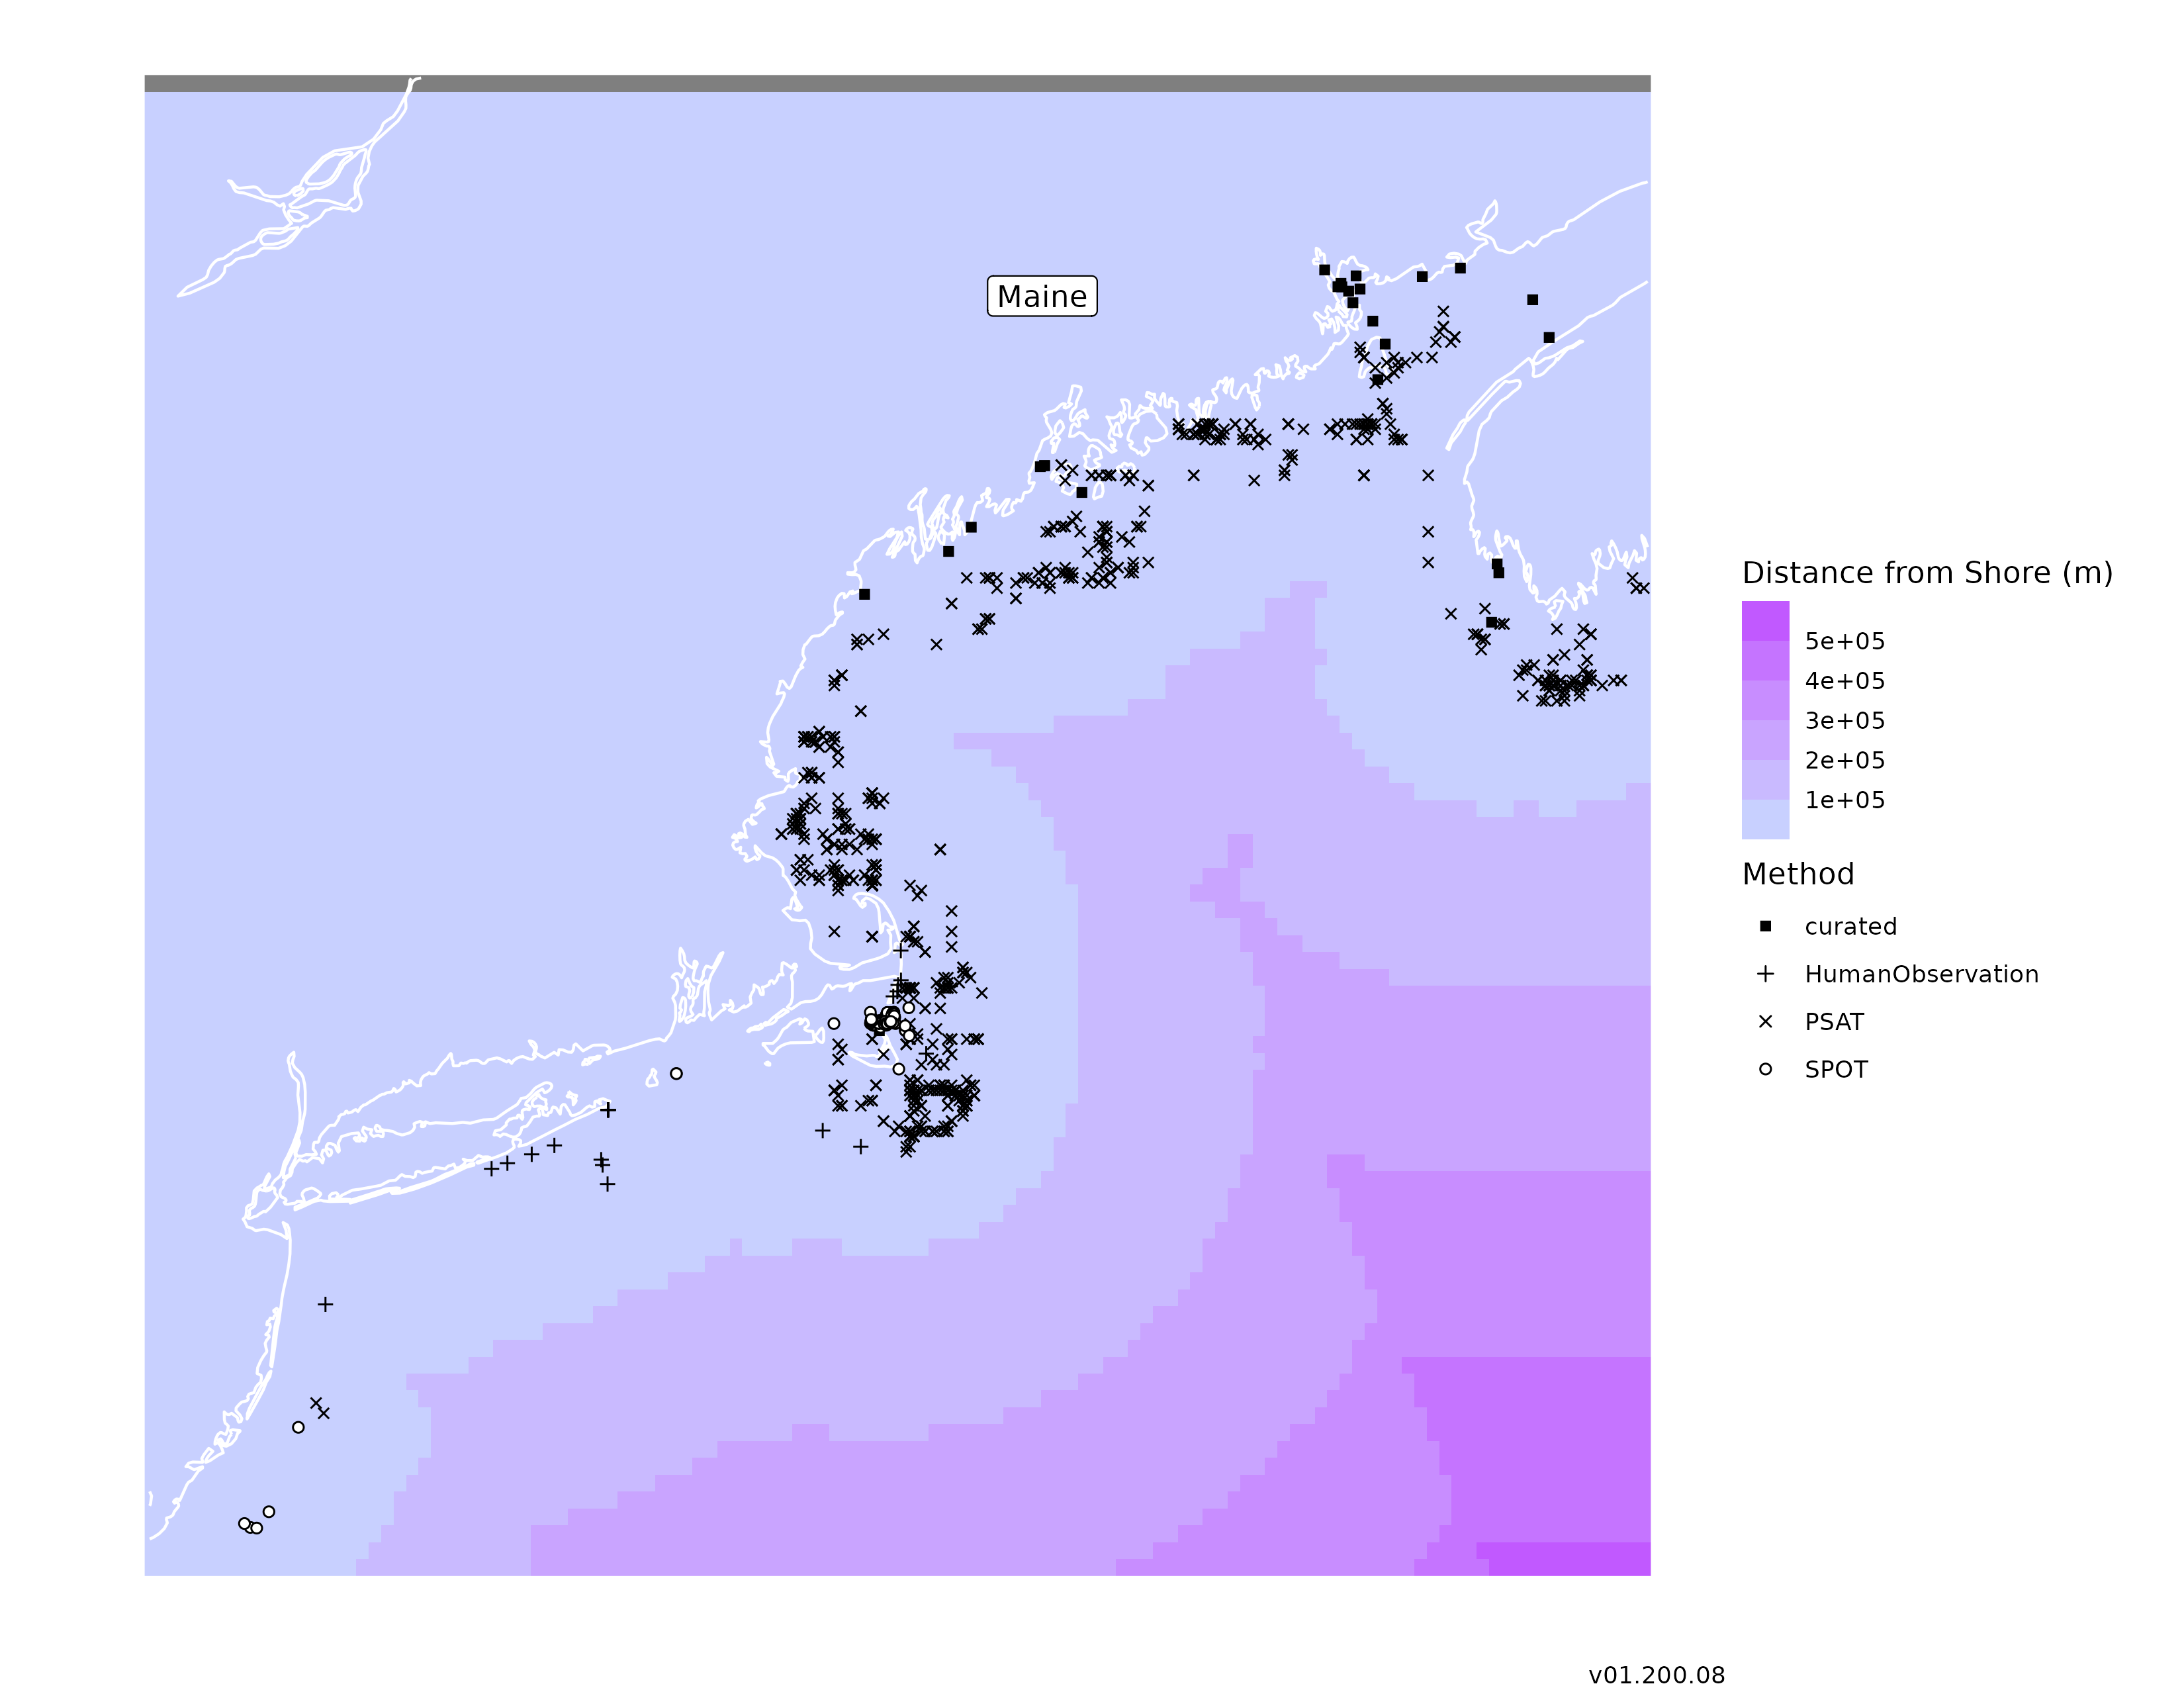 Maine
Distance from Shore (m)
5e+05
4e+05
3e+05
2e+05
1e+05
Method
curated
HumanObservation
PSAT
SPOT
v01.200.08